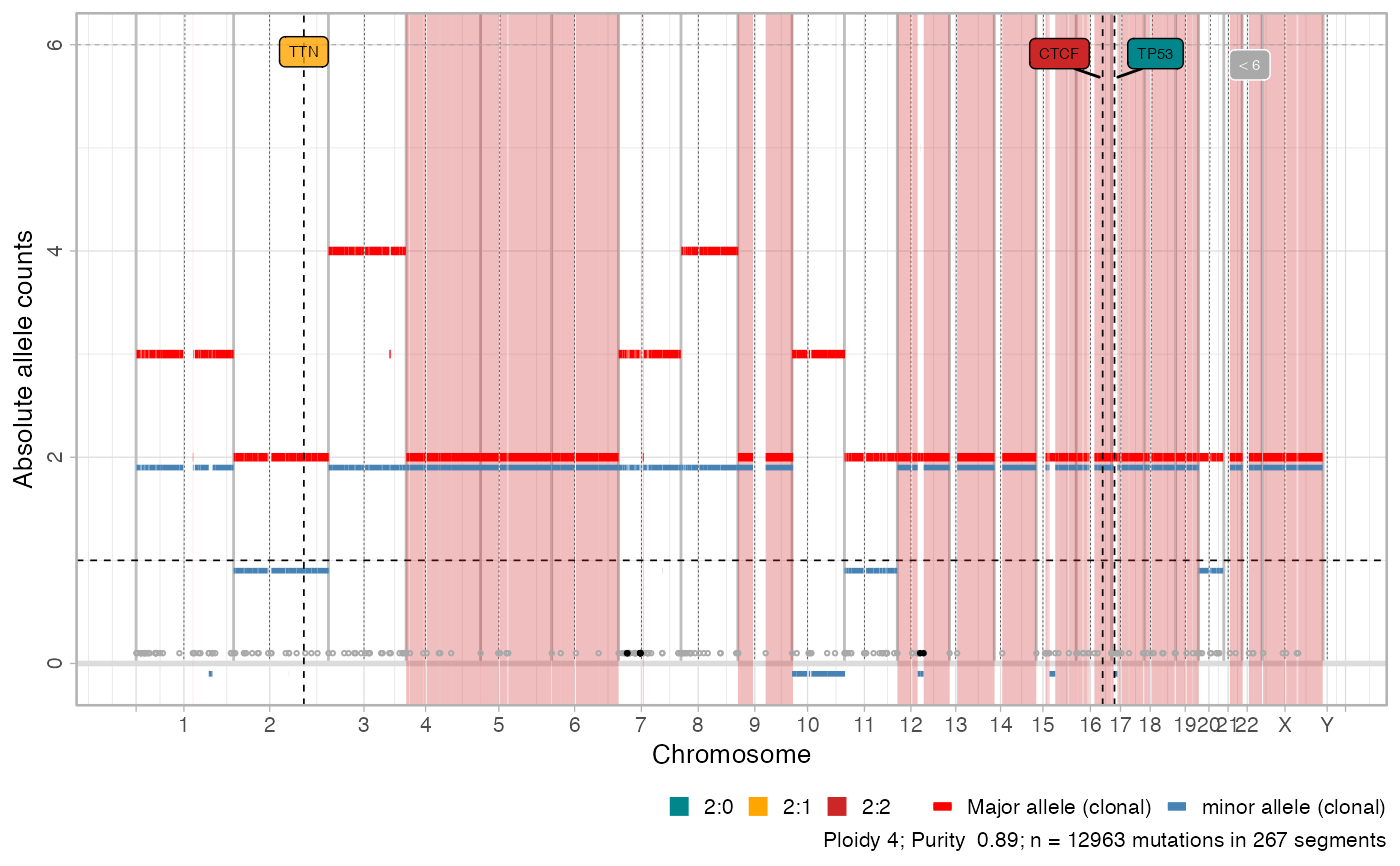 6
TTN
CTCF
TP53
< 6
4
2
0
Absolute allele counts
1 2 3 4 5 6 7 8 9 10 11 12 13 14 15 16 17 18 19 20 21 22 X Y
Chromosome
2:0 2:1 2:2 Major allele (clonal) minor allele (clonal)
Ploidy 4; Purity  0.89; n = 12963 mutations in 267 segments